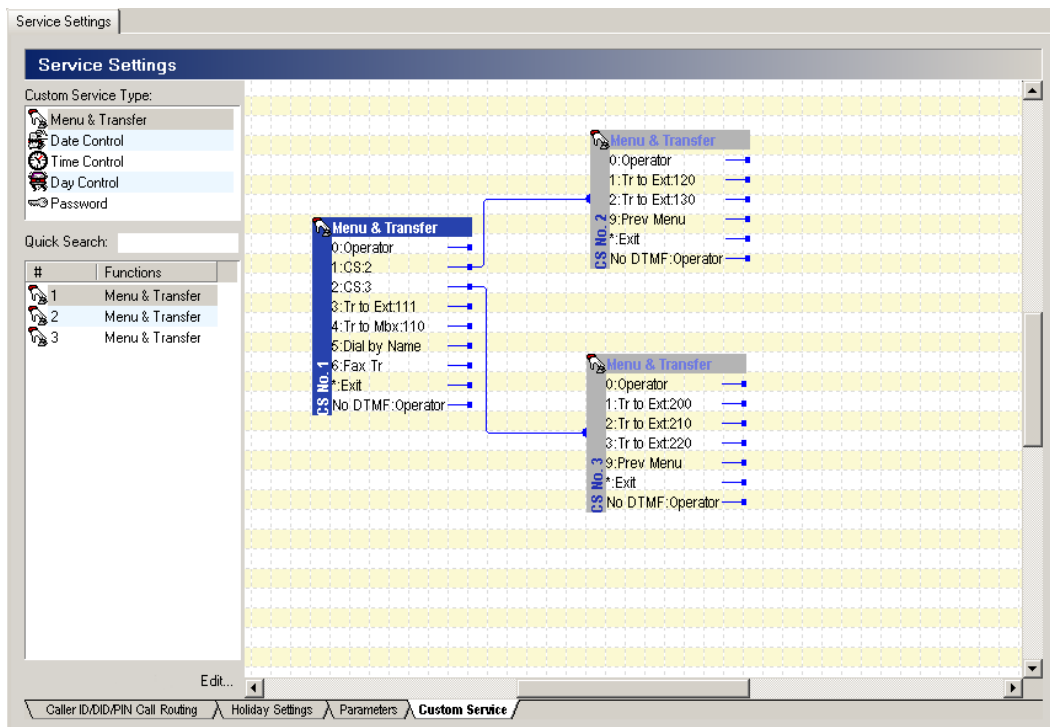 Service Settings
Service Settings
Custom Service Type:
Menu & Transfer
Date Control
Time Control
Day Control
Password
Quick Search:
# Functions
1 Menu & Transfer
2 Menu & Transfer
3 Menu & Transfer
Edit...
Menu & Transfer
0:Operator
1:CS:2
2:CS:3
3:Tr to Ext:111
4:Tr to Mbx:110
5:Dial by Name
6:Fax Tr
*:Exit
No DTMF:Operator
CS No. 1
Menu & Transfer
0:Operator
1:Tr to Ext:120
2:Tr to Ext:130
9:Prev Menu
*:Exit
No DTMF:Operator
CS No. 2
Menu & Transfer
0:Operator
1:Tr to Ext:200
2:Tr to Ext:210
3:Tr to Ext:220
9:Prev Menu
*:Exit
No DTMF:Operator
CS No. 3
Caller ID/DID/PIN Call Routing
Holiday Settings
Parameters
Custom Service